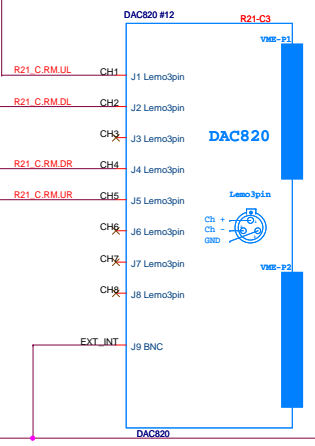 DAC820 #12
R21-C3
VME-P1
R21_C.RM.UL CH1 J1 Lemo3pin
R21_C.RM.DL CH2 J2 Lemo3pin
CH3 J3 Lemo3pin
DAC820
R21_C.RM.DR CH4 J4 Lemo3pin
R21_C.RM.UR CH5 J5 Lemo3pin
Lemo3pin
Ch +
Ch -
GND
CH6 J6 Lemo3pin
CH7 J7 Lemo3pin
VME-P2
CH8 J8 Lemo3pin
EXT_INT J9 BNC
DAC820